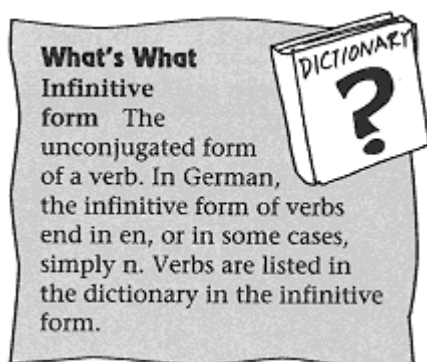 What's What
DICTIONARY
?
Infinitive
form The
unconjugated form
of a verb. In German,
the infinitive form of verbs
end in en, or in some cases,
simply n. Verbs are listed in
the dictionary in the infinitive
form.